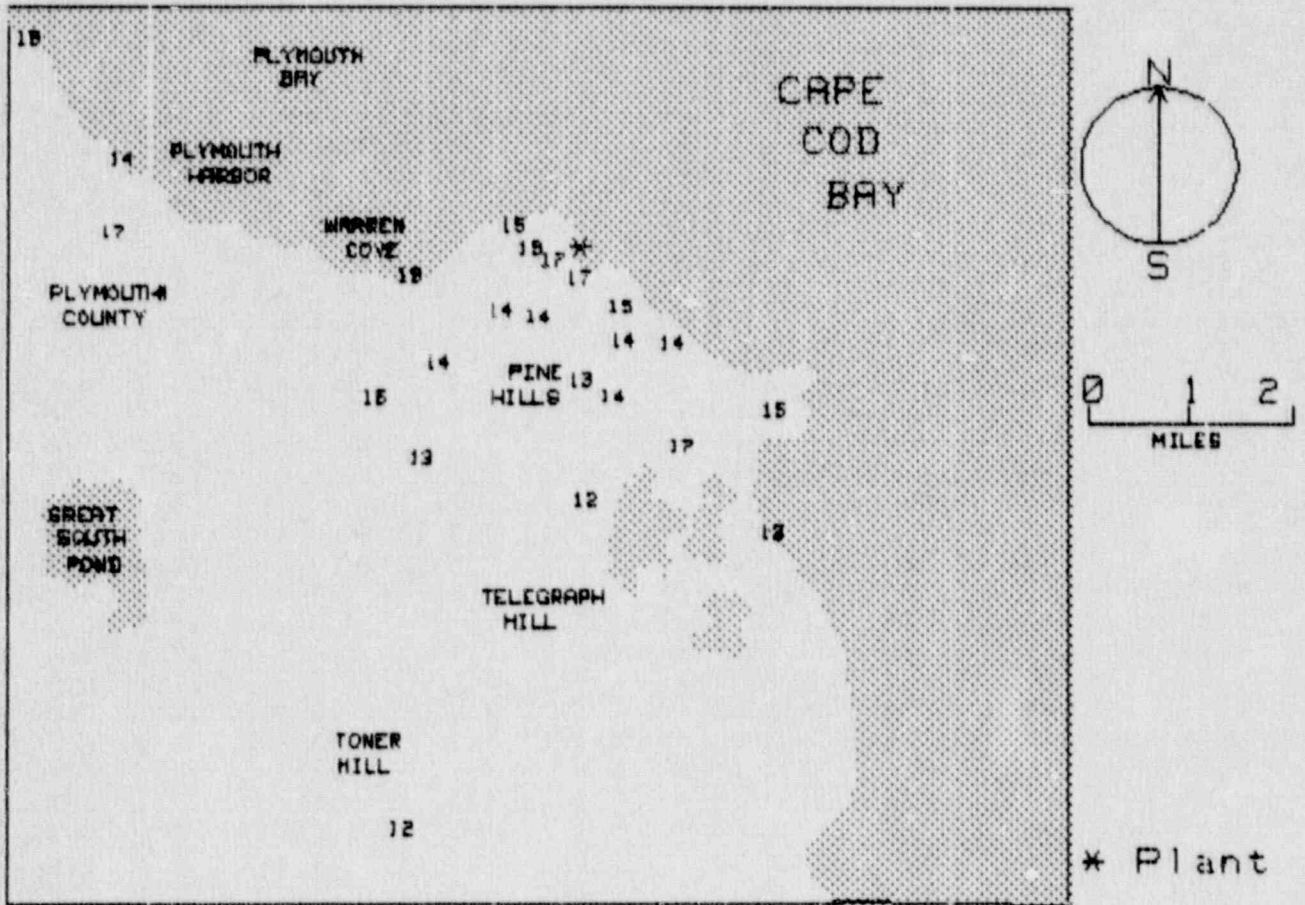 PLYMOUTH
BAY
CAPE
COD
BAY
N
S
14
PLYMOUTH
HARBOR
17
WARREN
COVE
15
17
17
PLYMOUTH
COUNTY
14
14
15
14
14
14
PINE
HILLS
13
14
15
0 1 2
MILES
13
17
12
GREAT
SOUTH
POND
TELEGRAPH
HILL
TONER
HILL
12
* Plant